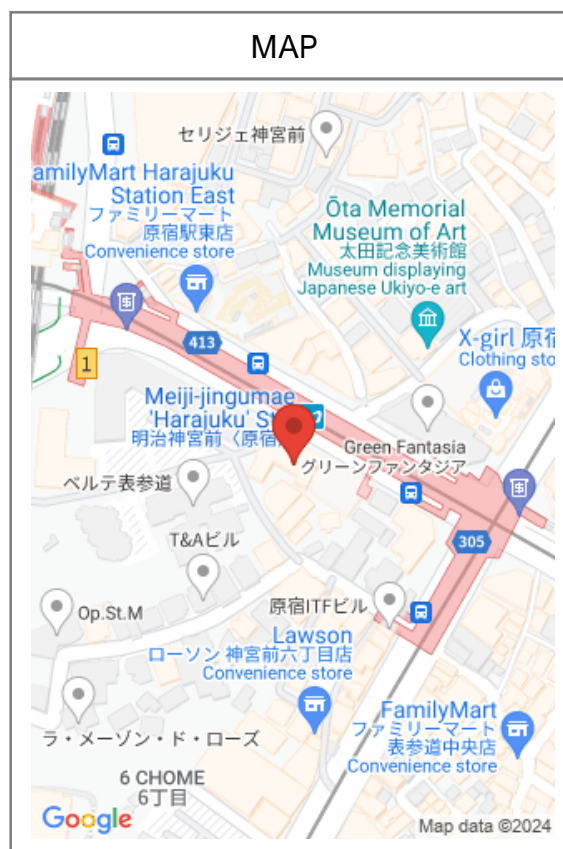 MAP
セリジェ神宮前
amilyMart Harajuku
Station East
ファミリーマート
原宿駅東店
Convenience store
Ōta Memorial
Museum of Art
太田記念美術館
Museum displaying
Japanese Ukiyo-e art
X-girl 原宿
Clothing sto
413
1
Meiji-jingumae
'Harajuku' St
明治神宮前〈原宿
Green Fantasia
グリーンファンタジア
ベルテ表参道
T&Aビル
305
原宿ITFビル
Op.St.M
Lawson
ローソン 神宮前六丁目店
Convenience store
ラ・メーゾン・ド・ローズ
FamilyMart
ファミリーマート
表参道中央店
Convenience store
6 CHOME
6丁目
Google
Map data ©2024